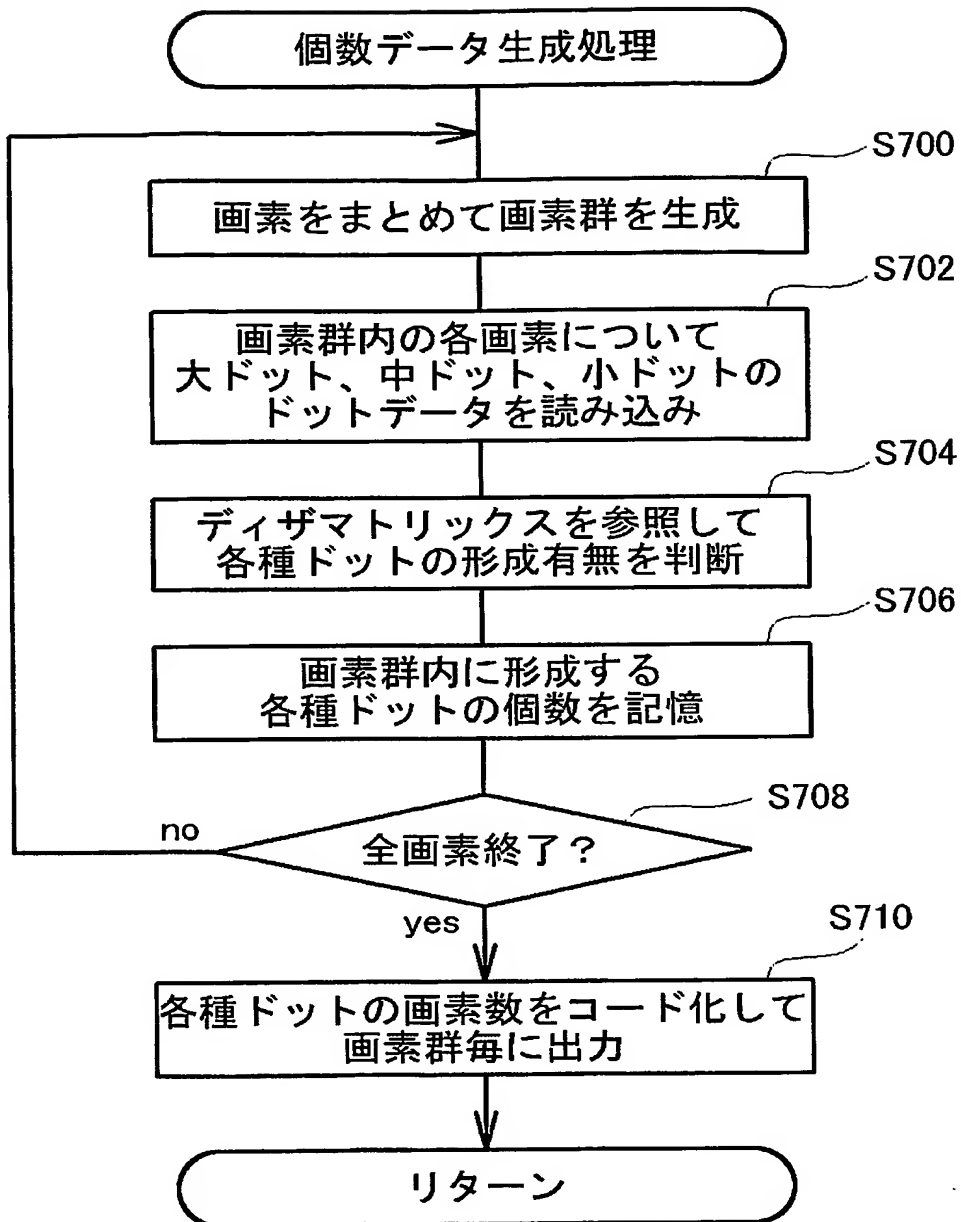 個数データ生成処理
S700
画素をまとめて画素群を生成
S702
画素群内の各画素について
大ドット、中ドット、小ドットの
ドットデータを読み込み
S704
ディザマトリックスを参照して
各種ドットの形成有無を判断
S706
画素群内に形成する
各種ドットの個数を記憶
S708
no
全画素終了？
yes
S710
各種ドットの画素数をコード化して
画素群毎に出力
リターン